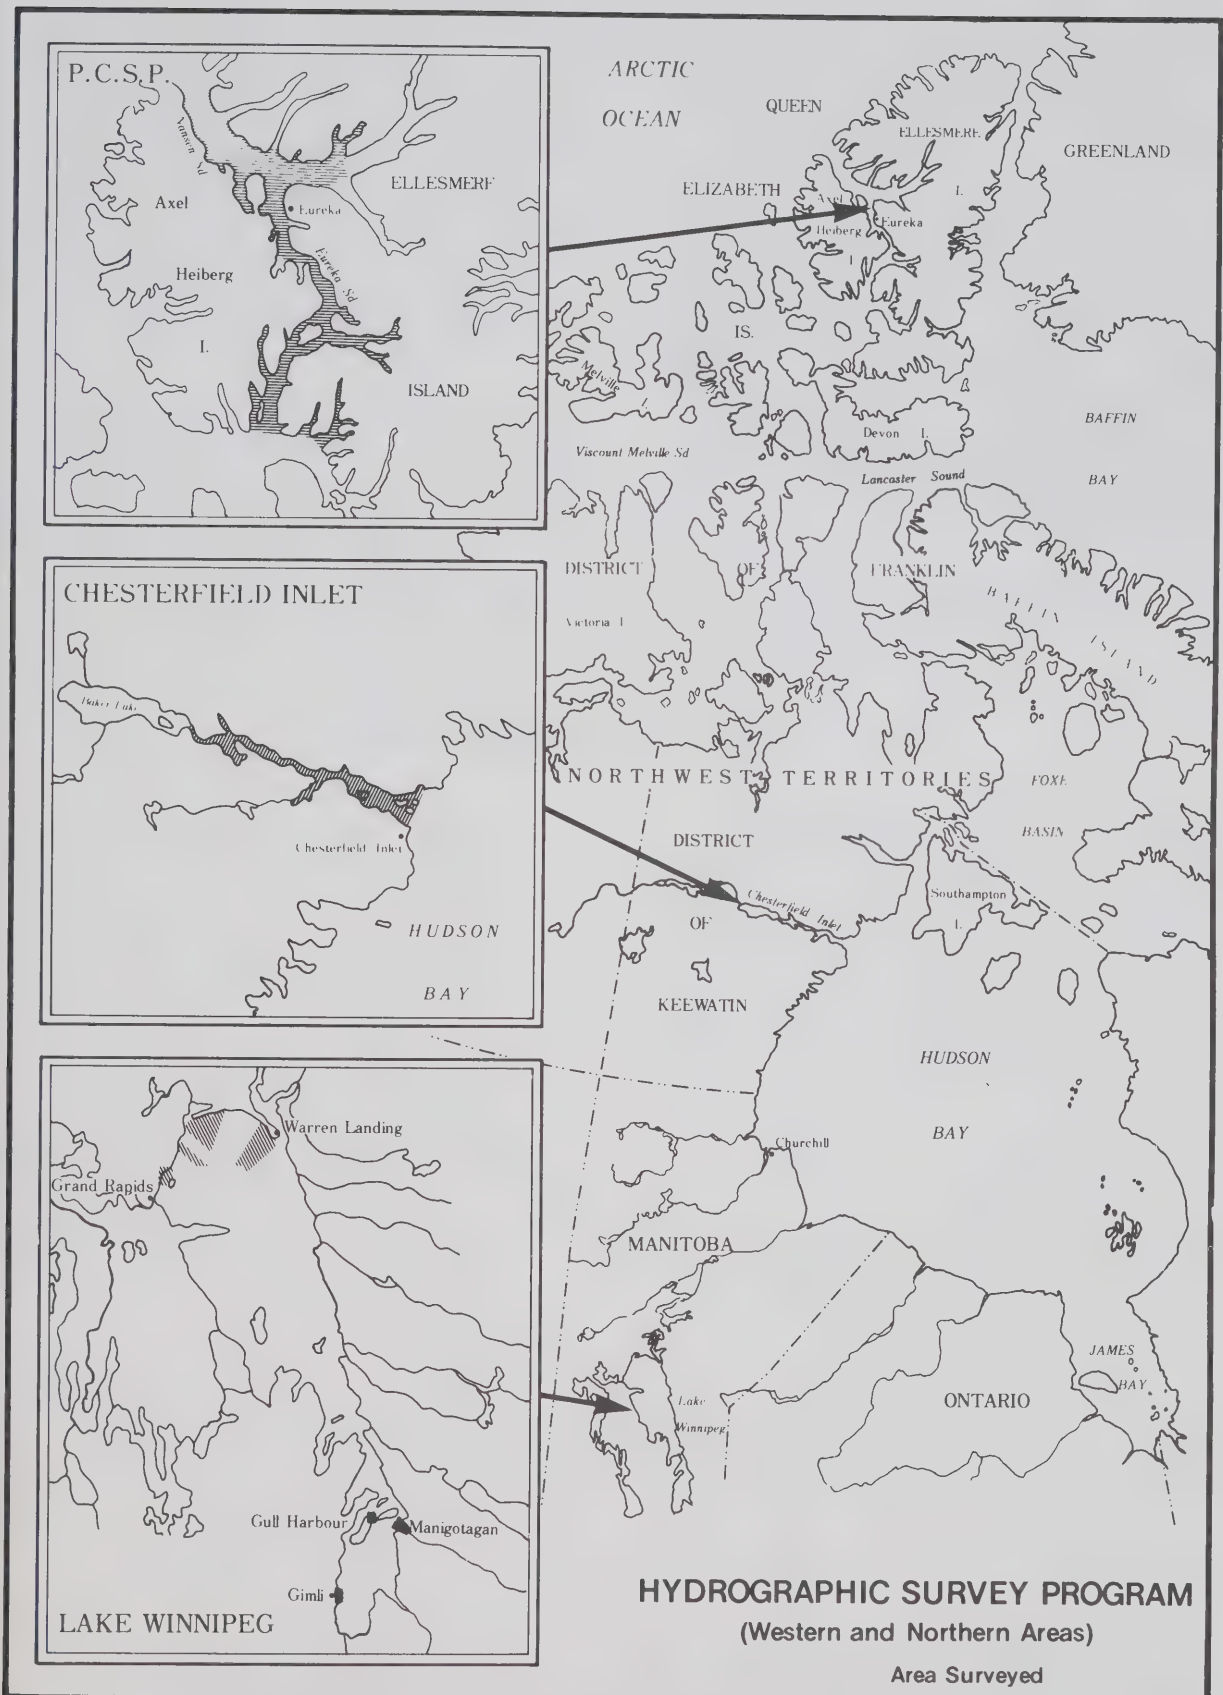 P.C.S.P.
Nansen Sd
ELLESMERE
Axel
Eureka
Heiberg
Eureka Sd
I.
ISLAND
CHESTERFIELD INLET
Baker Lake
Chesterfield Inlet
HUDSON
BAY
Warren Landing
Grand Rapids
Gull Harbour
Manigotagan
Gimli
LAKE WINNIPEG
ARCTIC
OCEAN
QUEEN
ELLESMERE
GREENLAND
ELIZABETH
I.
Axel
Eureka
Heiberg
I.
IS.
Melville
I.
BAFFIN
Devon I.
Viscount Melville Sd
Lancaster Sound
BAY
DISTRICT OF FRANKLIN
BAFFIN ISLAND
Victoria I.
NORTHWEST TERRITORIES
FOXE
BASIN
DISTRICT
Chesterfield Inlet
Southampton
I.
OF
KEEWATIN
HUDSON
BAY
Churchill
MANITOBA
JAMES
BAY
Lake
Winnipeg
ONTARIO
HYDROGRAPHIC SURVEY PROGRAM
(Western and Northern Areas)
Area Surveyed